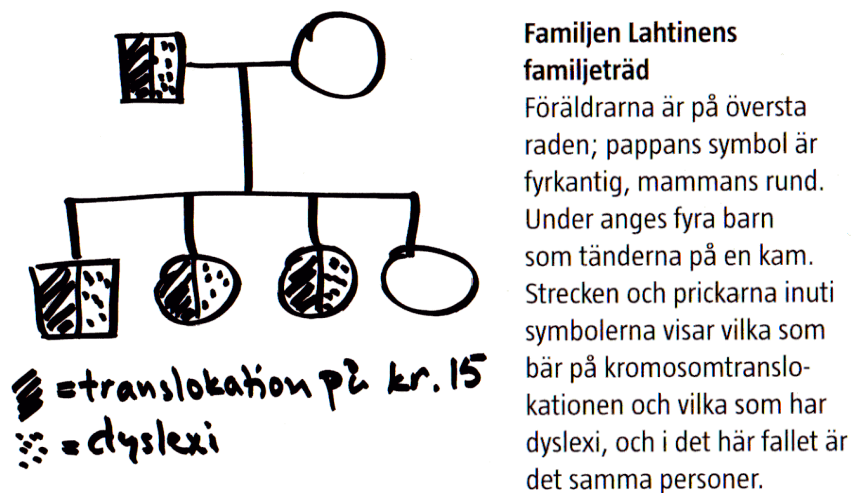 Familjen Lahtinens
familjeträd
Föräldrarna är på översta
raden; pappans symbol är
fyrkantig, mammans rund.
Under anges fyra barn
som tänderna på en kam.
Strecken och prickarna inuti
symbolerna visar vilka som
bär på kromosomtranslo-
kationen och vilka som har
dyslexi, och i det här fallet är
det samma personer.
=translokation på kr. 15
= dyslexi